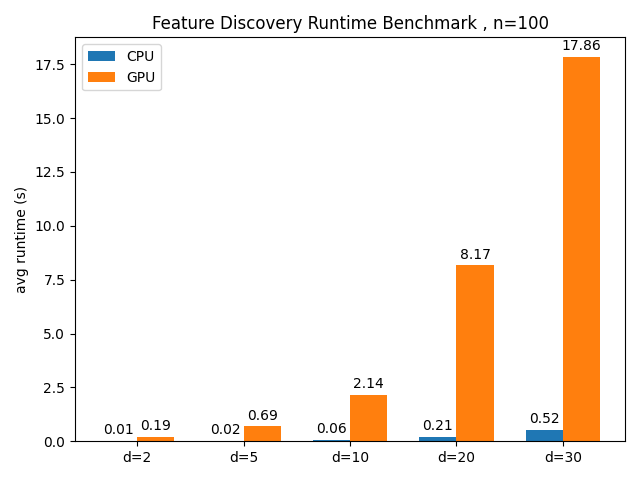 Feature Discovery Runtime Benchmark , n=100
CPU
GPU
avg runtime (s)
17.5
15.0
12.5
10.0
7.5
5.0
2.5
0.0
0.01
0.19
0.02
0.69
0.06
2.14
0.21
8.17
0.52
17.86
d=2
d=5
d=10
d=20
d=30